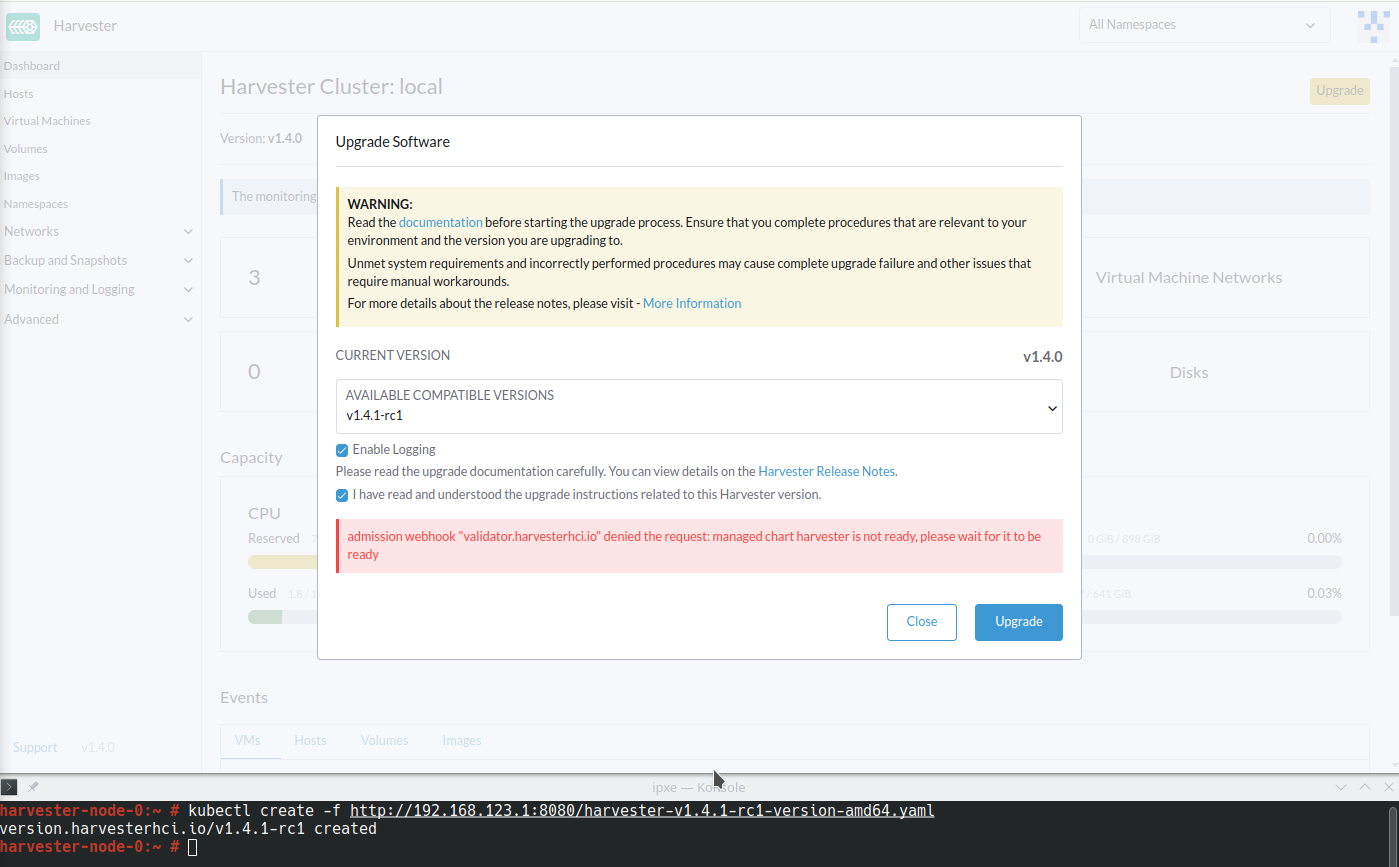 Harvester
All Namespaces
Dashboard
Hosts
Virtual Machines
Volumes
Images
Namespaces
Networks
Backup and Snapshots
Monitoring and Logging
Advanced
Support v1.4.0
Harvester Cluster: local
Upgrade
Version: v1.4.0
The monitoring
3
Virtual Machine Networks
0
Disks
Capacity
CPU
Reserved 7
0 GiB / 898 GiB 0.00%
Used 1.8 / 1
/ 641 GiB 0.03%
Events
VMs Hosts Volumes Images
Upgrade Software
WARNING:
Read the documentation before starting the upgrade process. Ensure that you complete procedures that are relevant to your
environment and the version you are upgrading to.
Unmet system requirements and incorrectly performed procedures may cause complete upgrade failure and other issues that
require manual workarounds.
For more details about the release notes, please visit - More Information
CURRENT VERSION v1.4.0
AVAILABLE COMPATIBLE VERSIONS
v1.4.1-rc1
Enable Logging
Please read the upgrade documentation carefully. You can view details on the Harvester Release Notes.
I have read and understood the upgrade instructions related to this Harvester version.
admission webhook "validator.harvesterhci.io" denied the request: managed chart harvester is not ready, please wait for it to be
ready
Close Upgrade
ipxe — Konsole
harvester-node-0:~ # kubectl create -f http://192.168.123.1:8080/harvester-v1.4.1-rc1-version-amd64.yaml
version.harvesterhci.io/v1.4.1-rc1 created
harvester-node-0:~ #